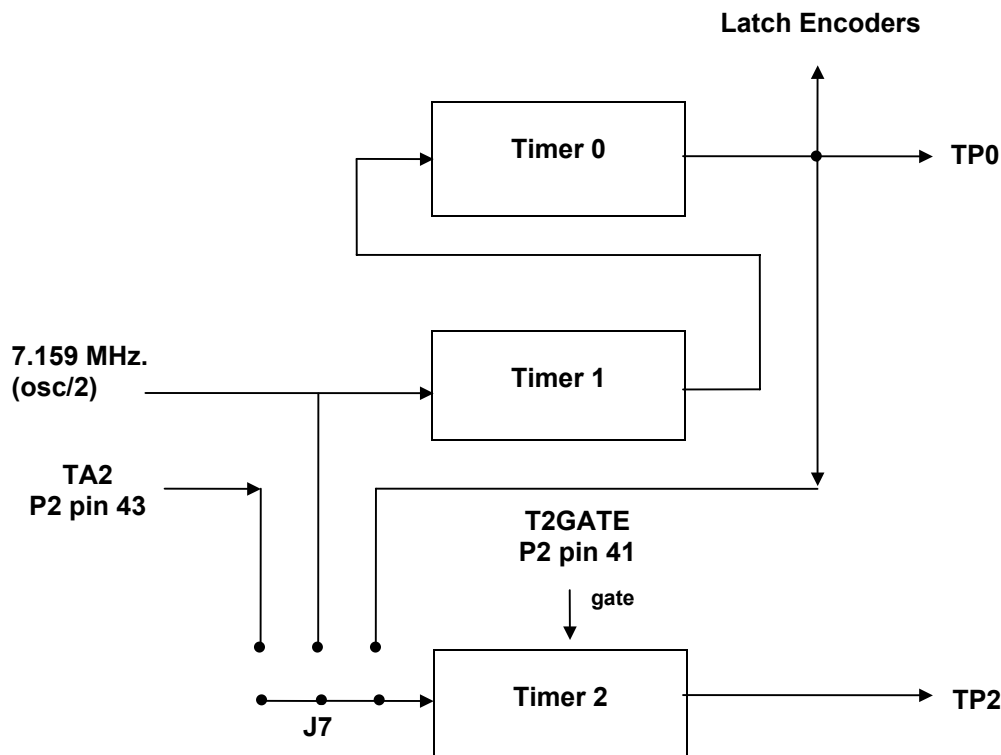 Latch Encoders
Timer 0
TP0
7.159 MHz.
(osc/2)
Timer 1
TA2
P2 pin 43
T2GATE
P2 pin 41
gate
Timer 2
TP2
J7